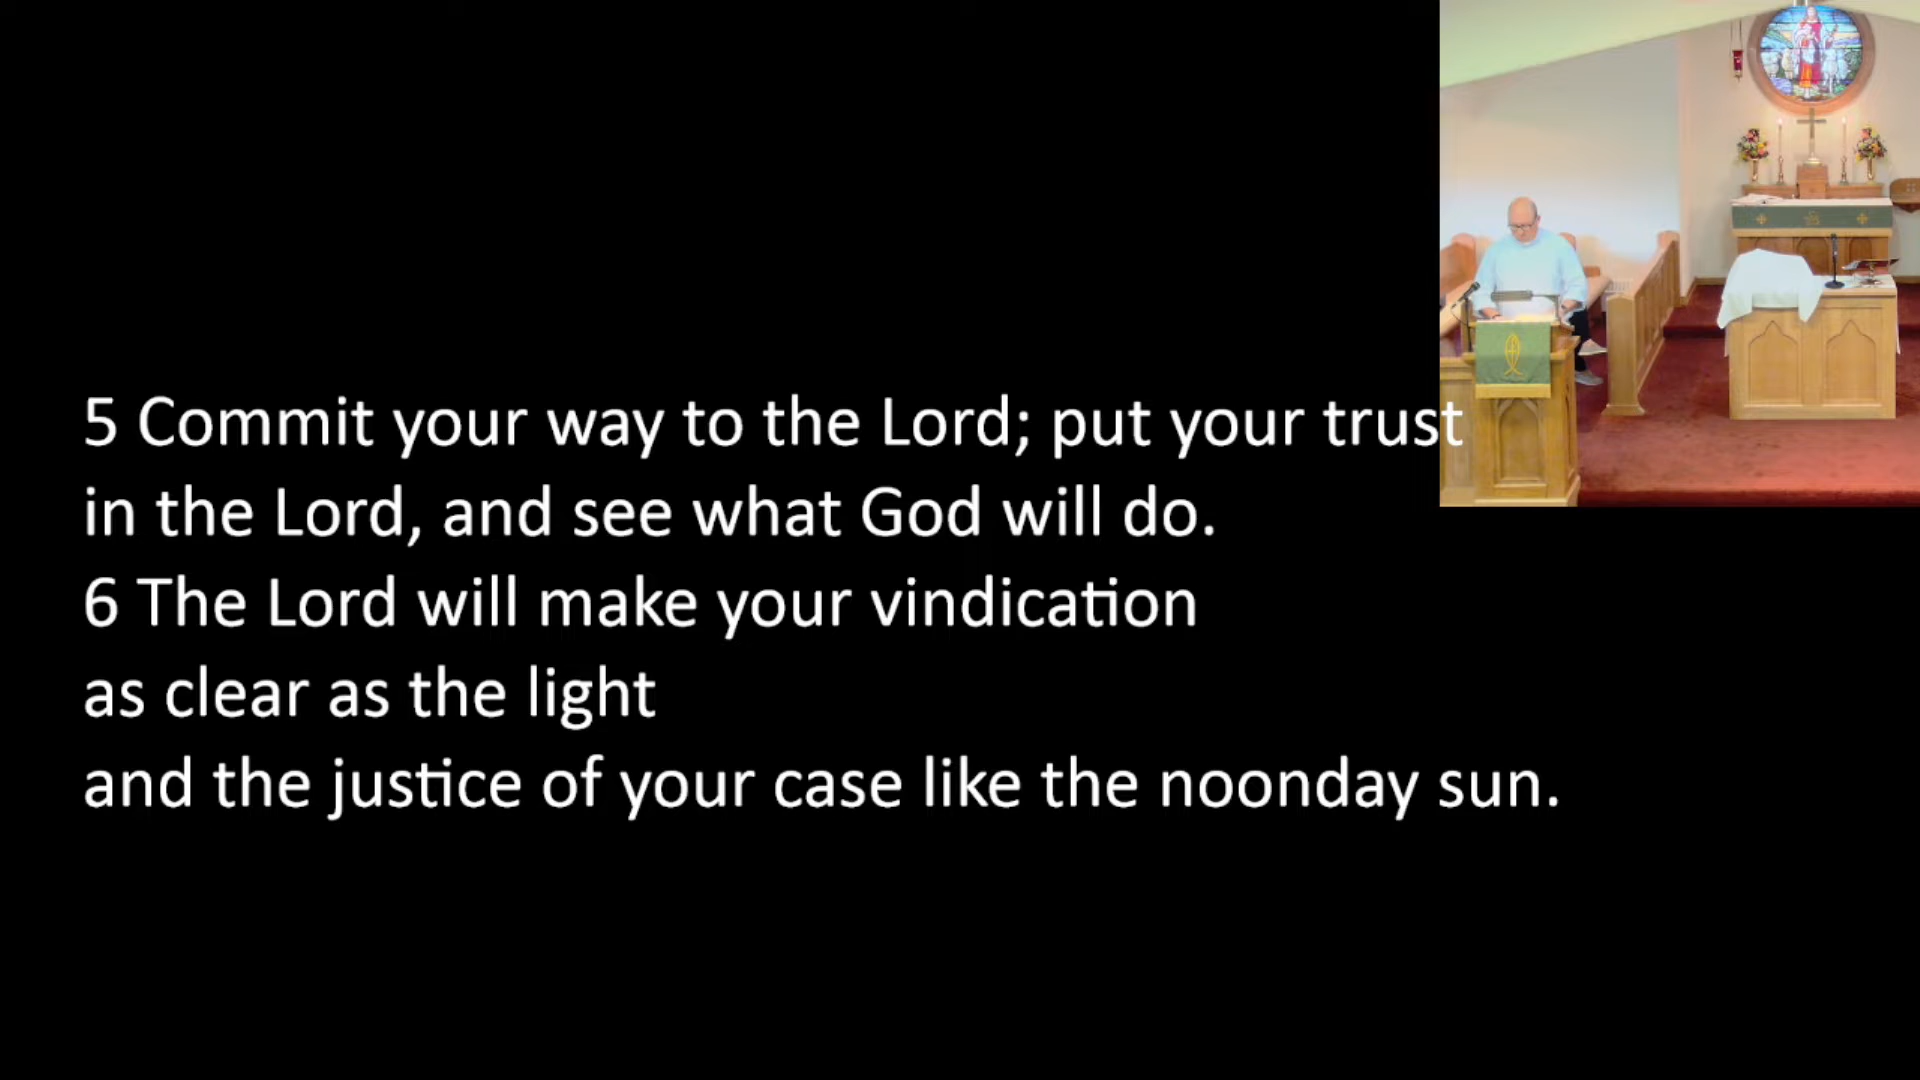 5 Commit your way to the Lord; put your trust
in the Lord, and see what God will do.
6 The Lord will make your vindication
as clear as the light
and the justice of your case like the noonday sun.